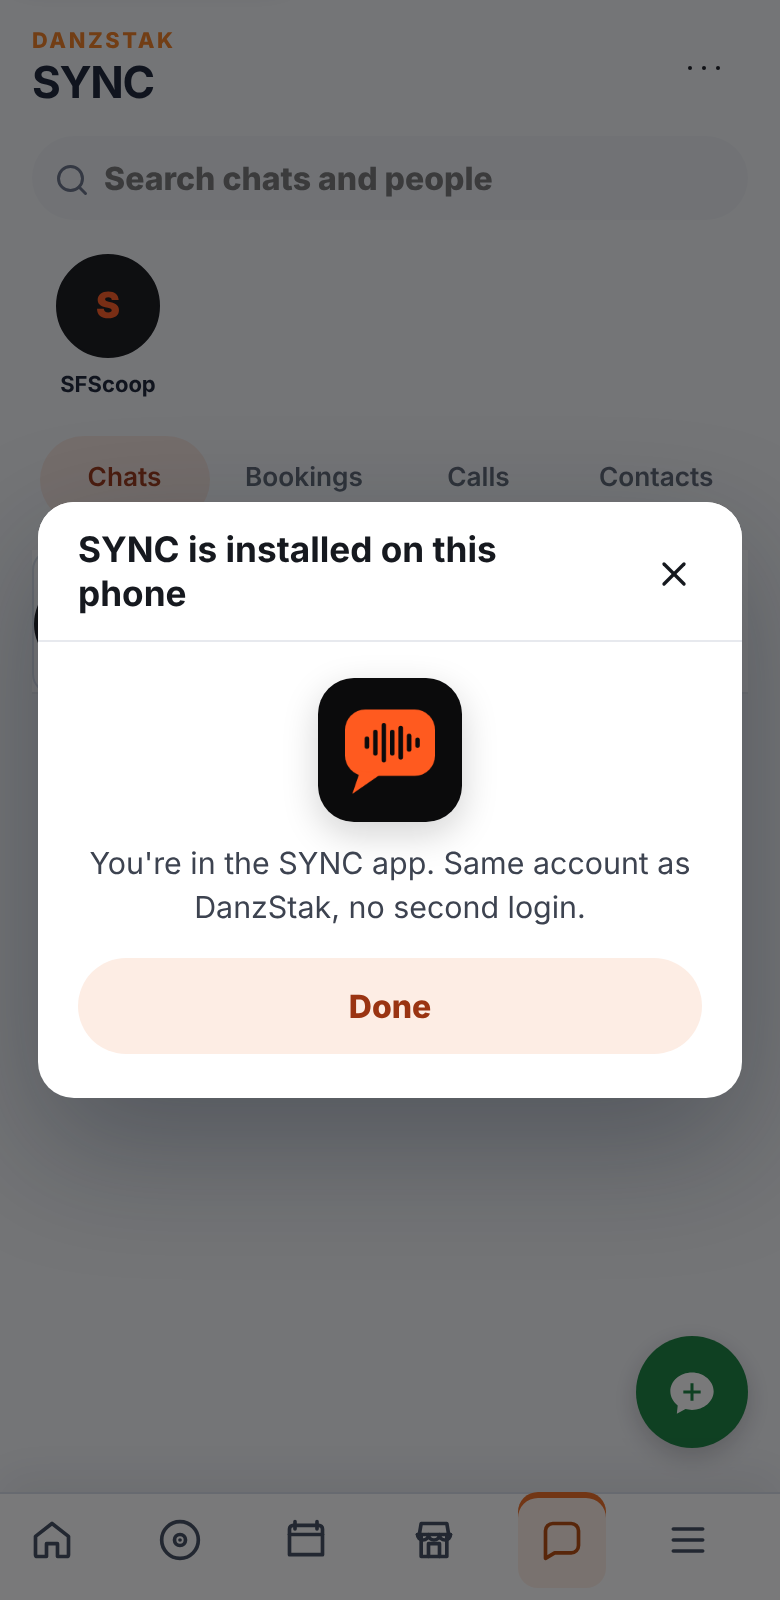 DANZSTAK
SYNC
...
Search chats and people
S
SFScoop
Chats Bookings Calls Contacts
SYNC is installed on this
phone
You're in the SYNC app. Same account as
DanzStak, no second login.
Done